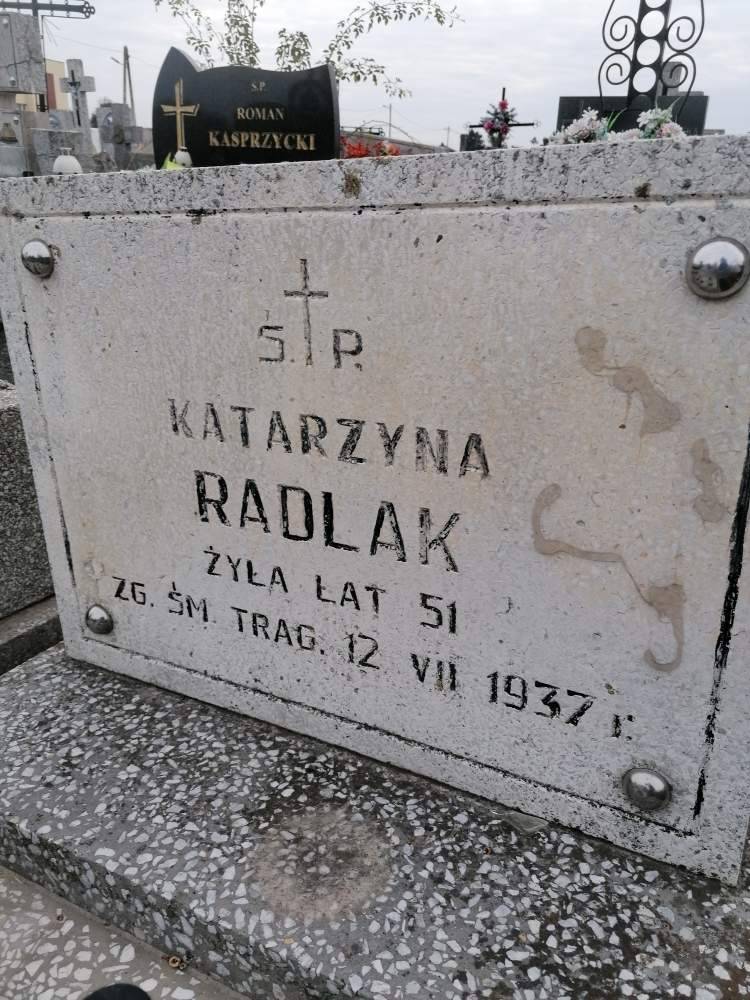 Ś.P.
ROMAN
KASPRZYCKI
Ś. P.
KATARZYNA
RADLAK
ŻYŁA LAT 51
ZG. ŚM. TRAG. 12 VII 1937 r.